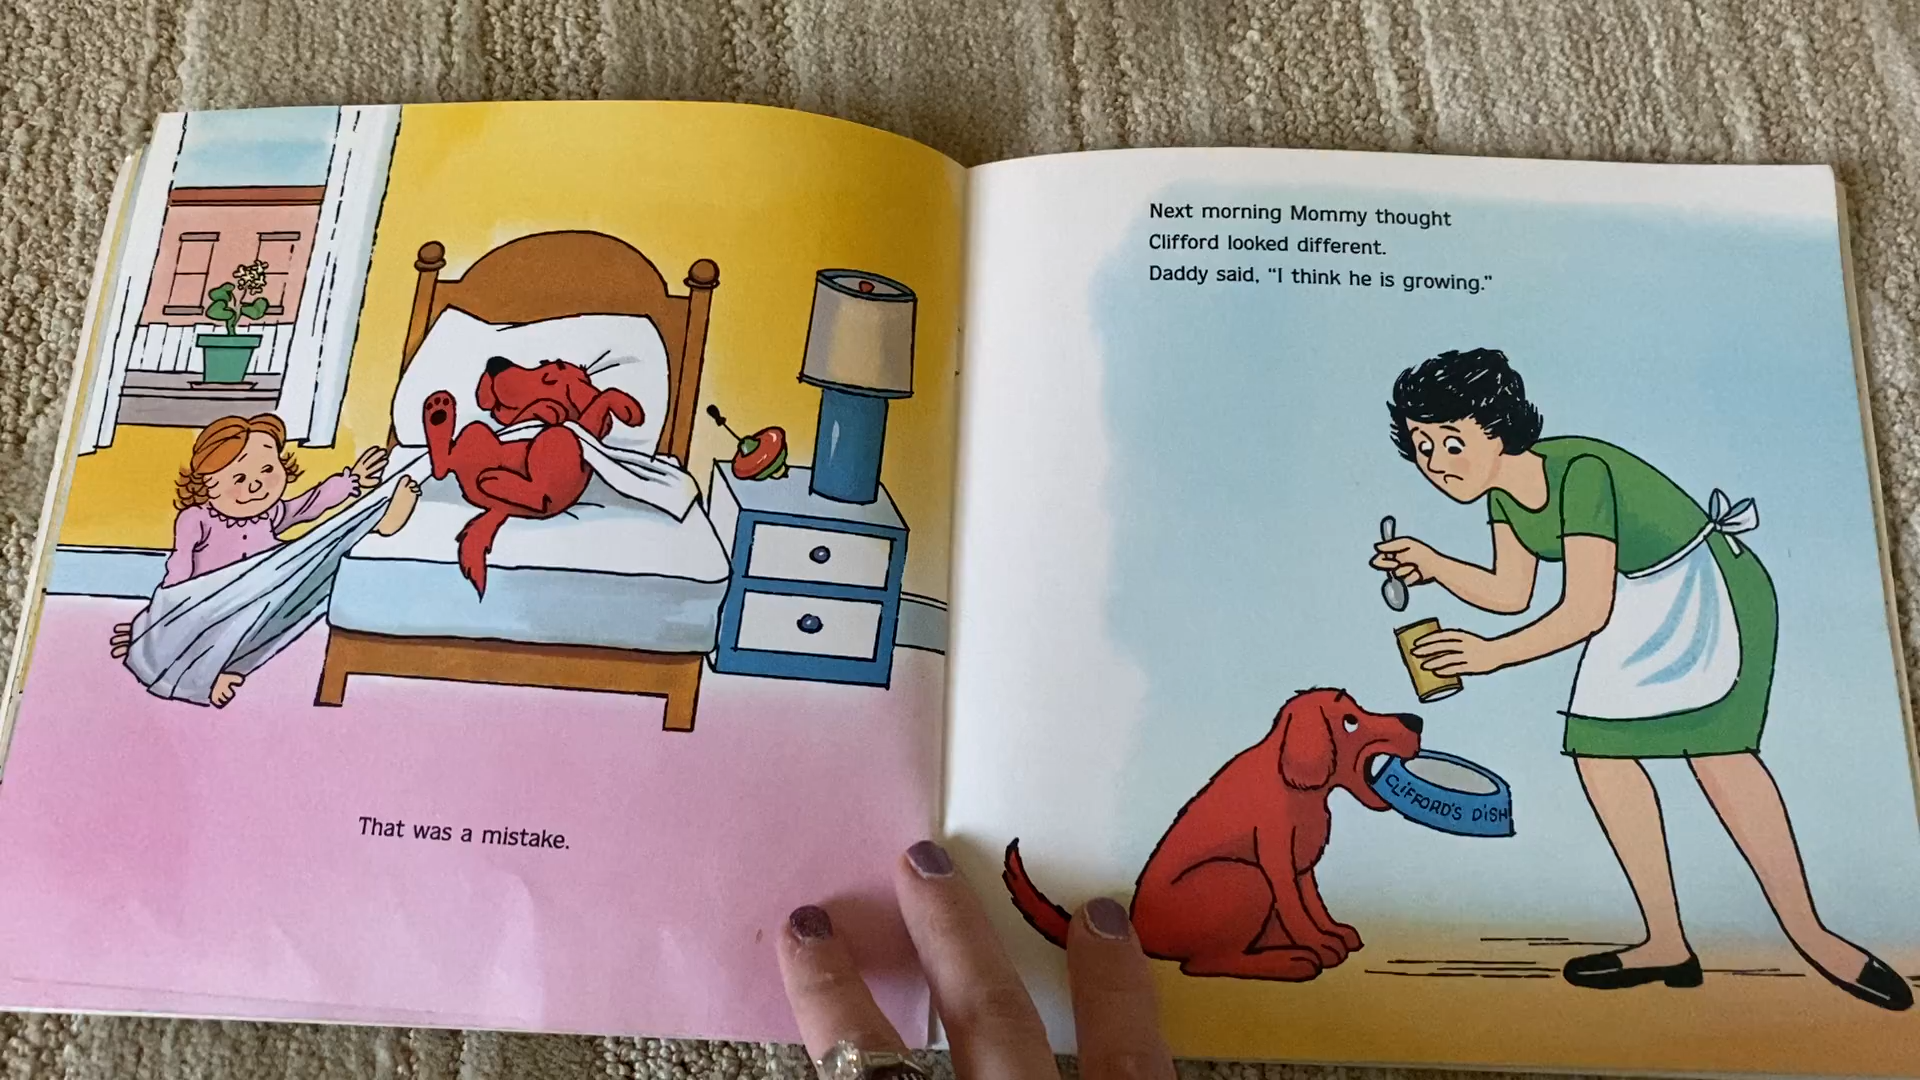 That was a mistake.
Next morning Mommy thought
Clifford looked different.
Daddy said, “I think he is growing.”
CLiFFORD'S DiSH